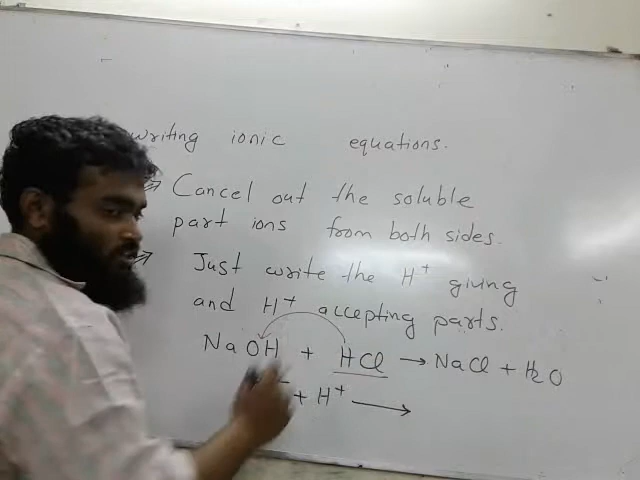 writing ionic equations.
⇒ Cancel out the soluble
part ions from both sides.
⇒ Just write the H⁺ giving
and H⁺ accepting parts.
NaOH + HCl → NaCl + H₂O
+ H⁺ →